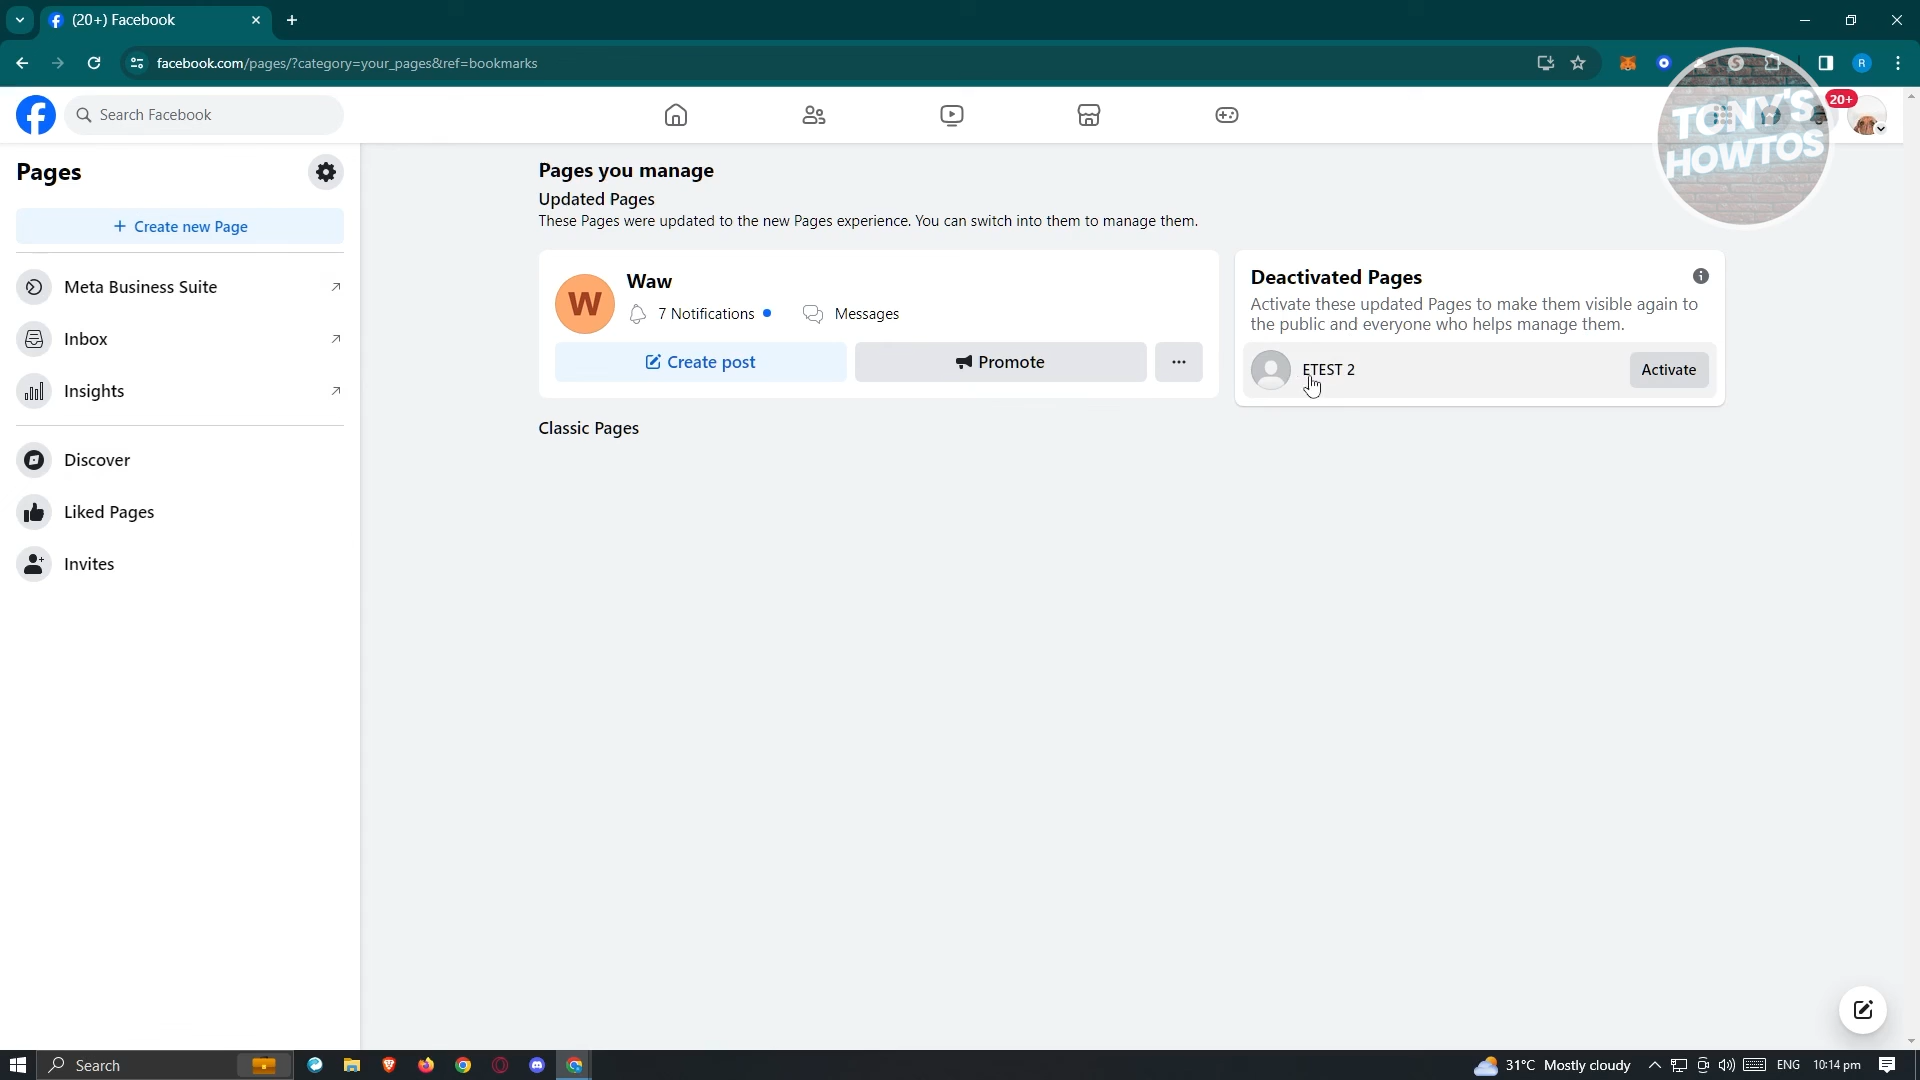 (20+) Facebook
facebook.com/pages/?category=your_pages&ref=bookmarks
R
Search Facebook
20+
TONY'S
HOWTOS
Pages
Create new Page
Meta Business Suite
Inbox
Insights
Discover
Liked Pages
Invites
Pages you manage
Updated Pages
These Pages were updated to the new Pages experience. You can switch into them to manage them.
W
Waw
7 Notifications
Messages
Create post
Promote
Classic Pages
Deactivated Pages
Activate these updated Pages to make them visible again to
the public and everyone who helps manage them.
ETEST 2
Activate
Search
31°C Mostly cloudy
ENG
10:14 pm